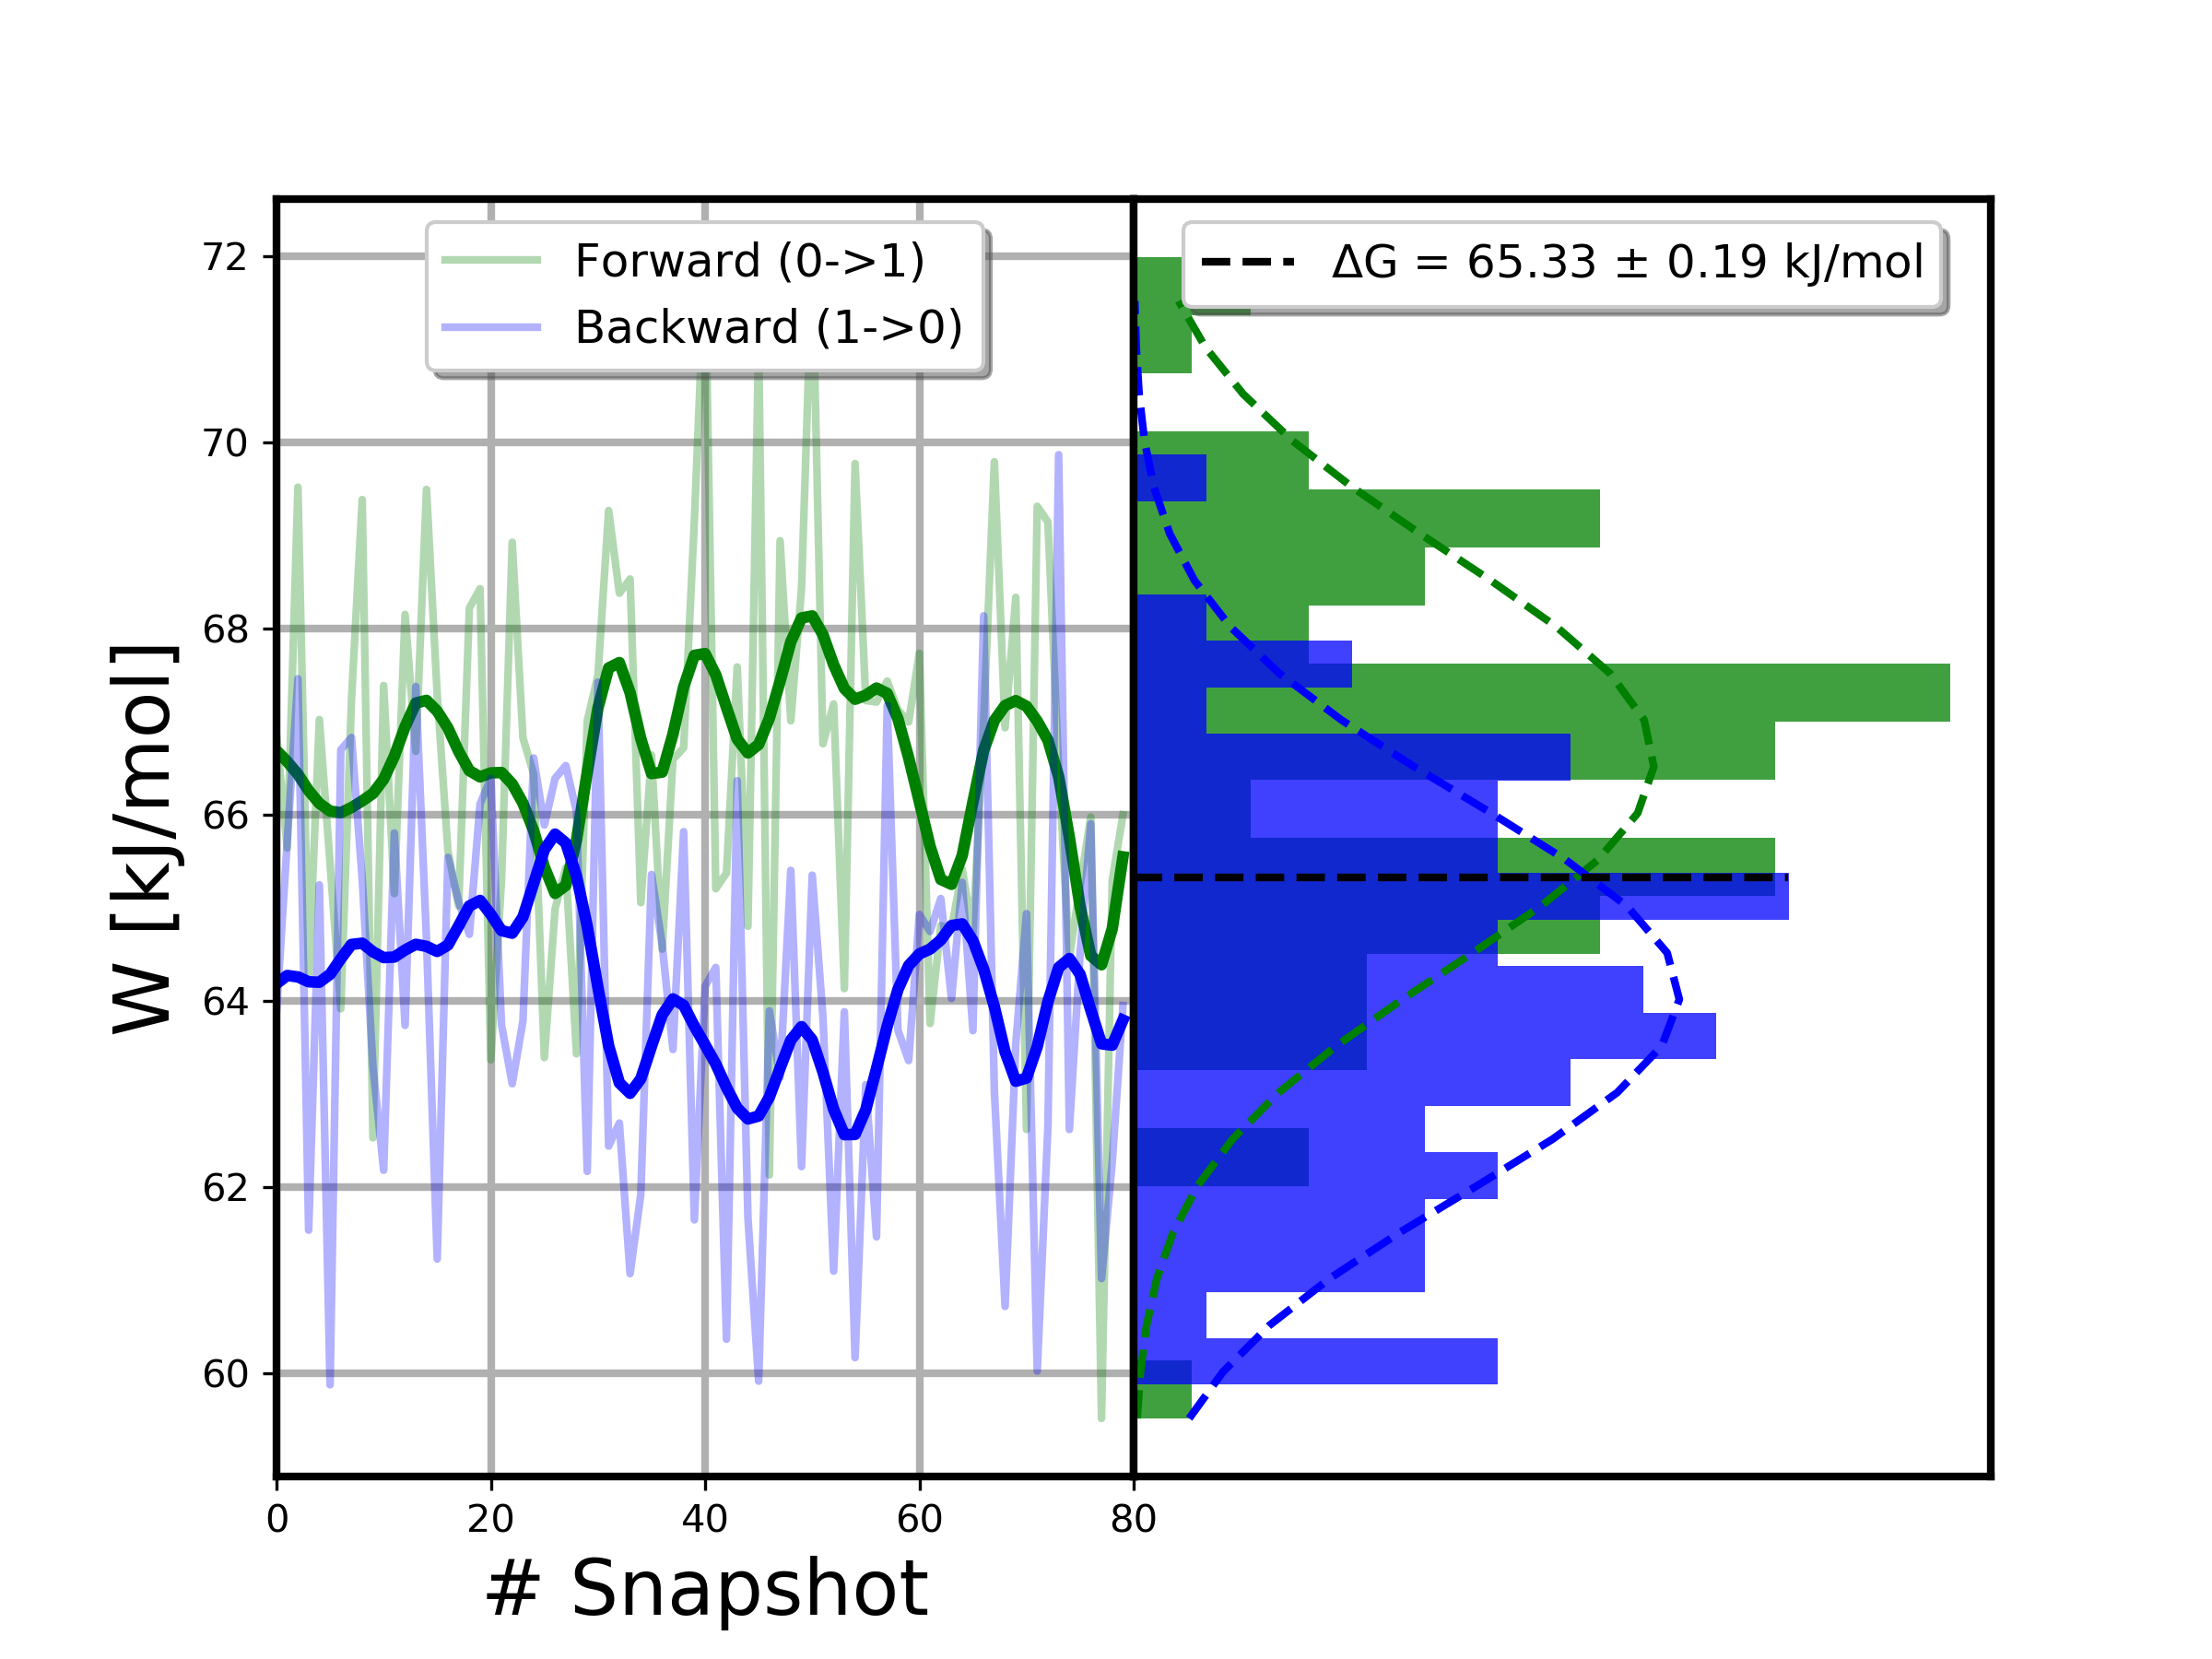 Forward (0->1)
Backward (1->0)
ΔG = 65.33 ± 0.19 kJ/mol
W [kJ/mol]
72
70
68
66
64
62
60
0 20 40 60 80
# Snapshot